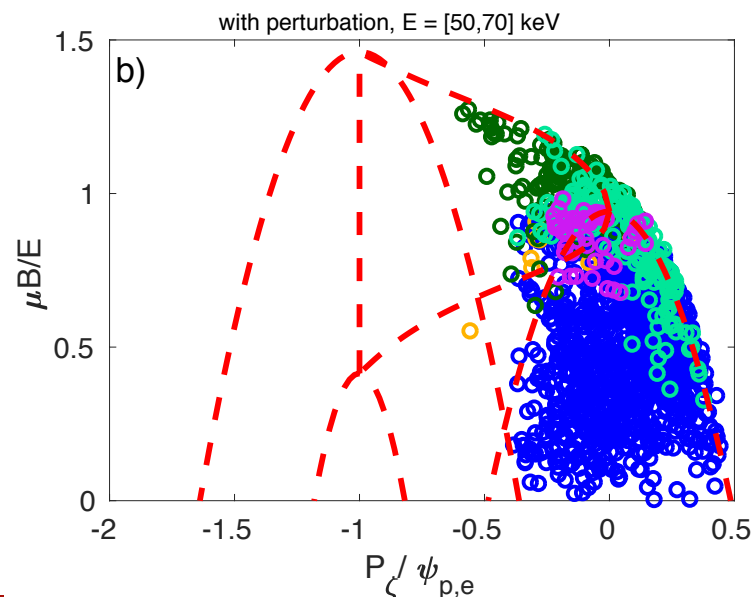 with perturbation, E = [50,70] keV
b)
1.5
1
0.5
0
μB/E
-2 -1.5 -1 -0.5 0 0.5
P_ζ/ ψ_p,e